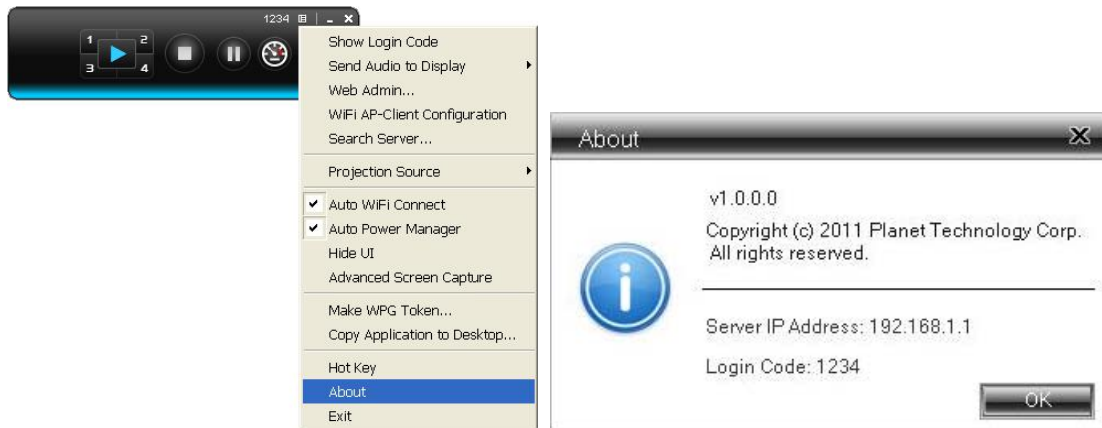 1234
1 2
3 4
Show Login Code
Send Audio to Display
Web Admin...
WiFi AP-Client Configuration
Search Server...
Projection Source
Auto WiFi Connect
Auto Power Manager
Hide UI
Advanced Screen Capture
Make WPG Token...
Copy Application to Desktop...
Hot Key
About
Exit
About
v1.0.0.0
Copyright (c) 2011 Planet Technology Corp.
All rights reserved.
Server IP Address: 192.168.1.1
Login Code: 1234
OK